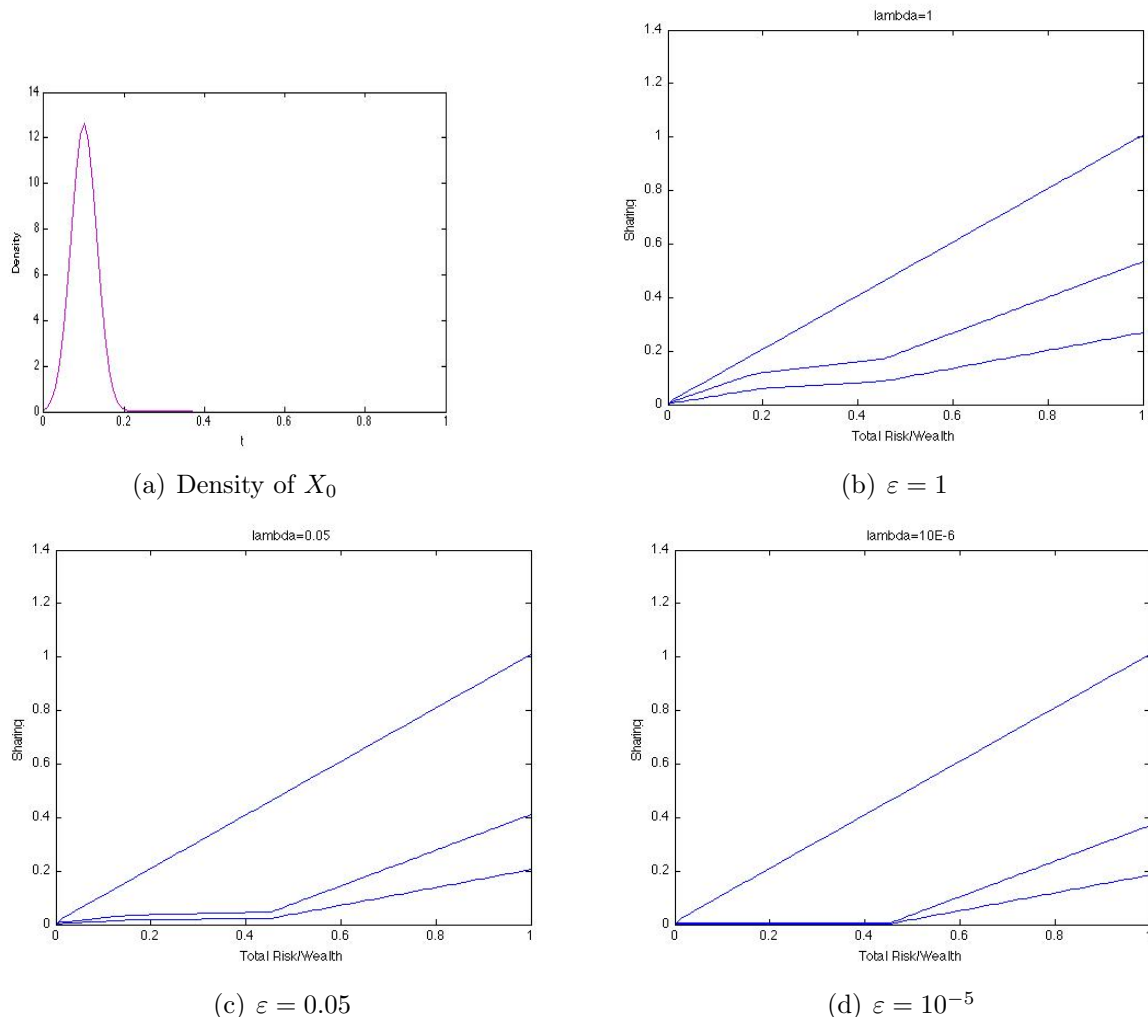 lambda=1
14
12
10
8
6
4
2
0
Density
0 0.2 0.4 0.6 0.8 1
t
(a) Density of $X_0$
1.4
1.2
1
0.8
0.6
0.4
0.2
0
Sharing
0 0.2 0.4 0.6 0.8 1
Total Risk/Wealth
(b) ε = 1
lambda=0.05
1.4
1.2
1
0.8
0.6
0.4
0.2
0
Sharing
0 0.2 0.4 0.6 0.8 1
Total Risk/Wealth
(c) ε = 0.05
lambda=10E-6
1.4
1.2
1
0.8
0.6
0.4
0.2
0
Sharing
0 0.2 0.4 0.6 0.8 1
Total Risk/Wealth
(d) ε = 10⁻⁵